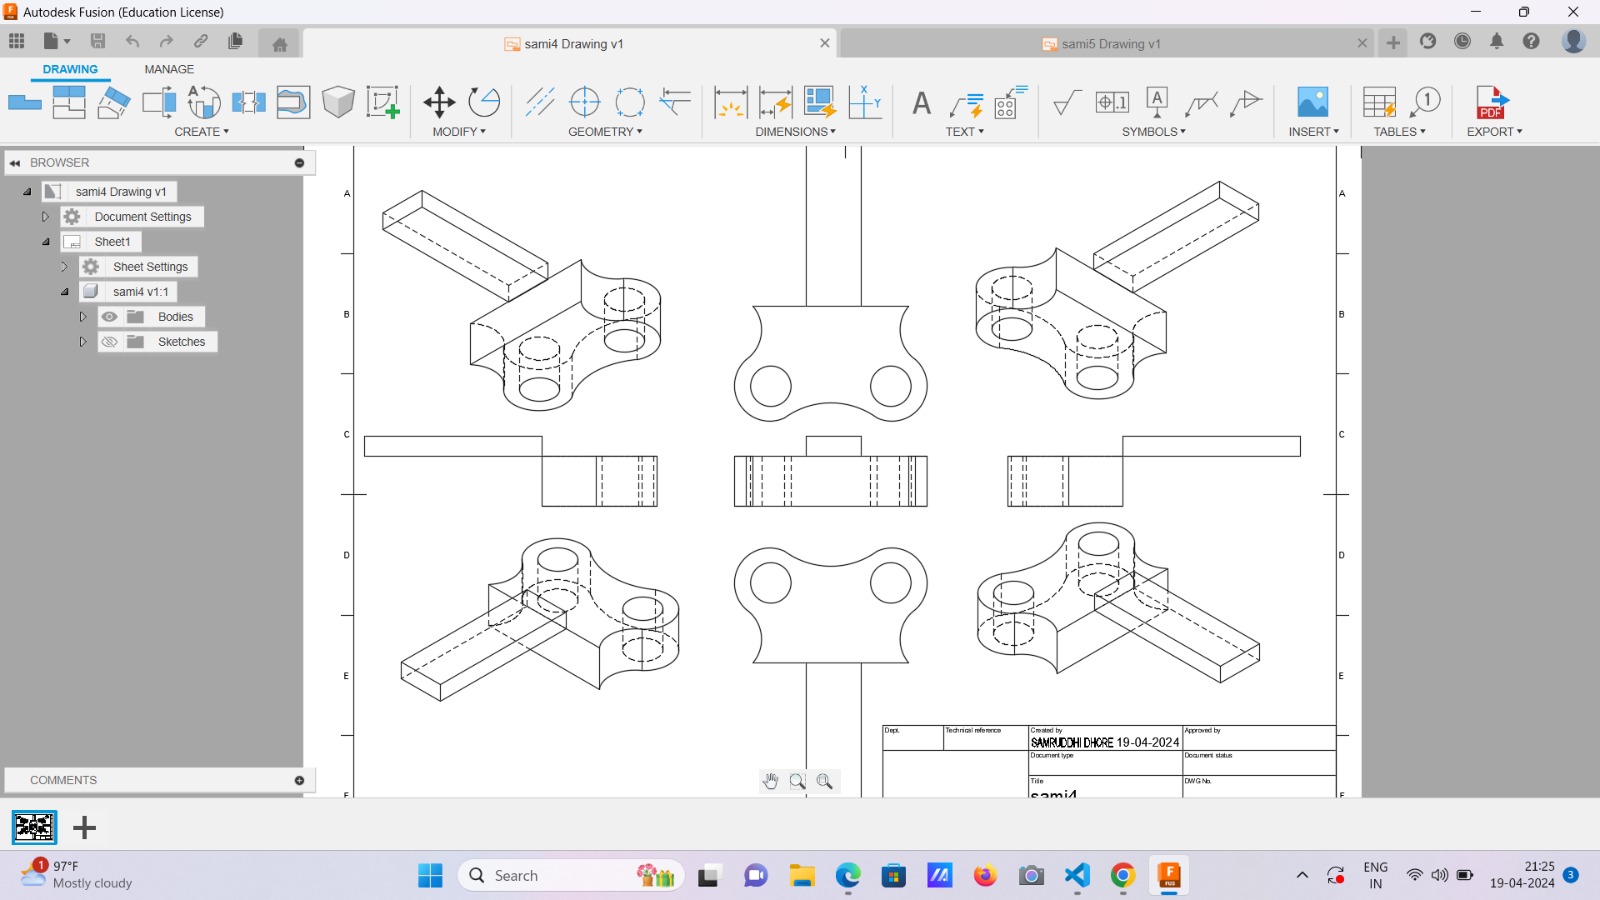 Autodesk Fusion (Education License)
sami4 Drawing v1
sami5 Drawing v1
DRAWING
MANAGE
CREATE
MODIFY
GEOMETRY
DIMENSIONS
TEXT
SYMBOLS
INSERT
TABLES
EXPORT
BROWSER
sami4 Drawing v1
Document Settings
Sheet1
Sheet Settings
sami4 v1:1
Bodies
Sketches
A
A
B
B
C
C
D
D
E
E
Dept.
Technical reference
Created by
Approved by
SAMRUDDHI DHORE 19-04-2024
Document type
Document status
Title
DWG No.
sami4
COMMENTS
97°F
Mostly cloudy
Search
ENG
IN
21:25
19-04-2024
3